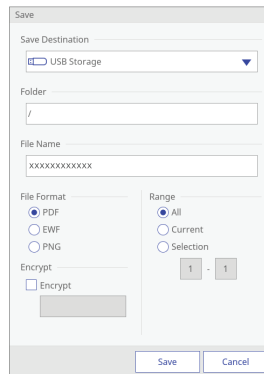 Save
Save Destination
USB Storage
Folder
/
File Name
xxxxxxxxxxxx
File Format
PDF
EWF
PNG
Encrypt
Encrypt
Range
All
Current
Selection
1 - 1
Save Cancel